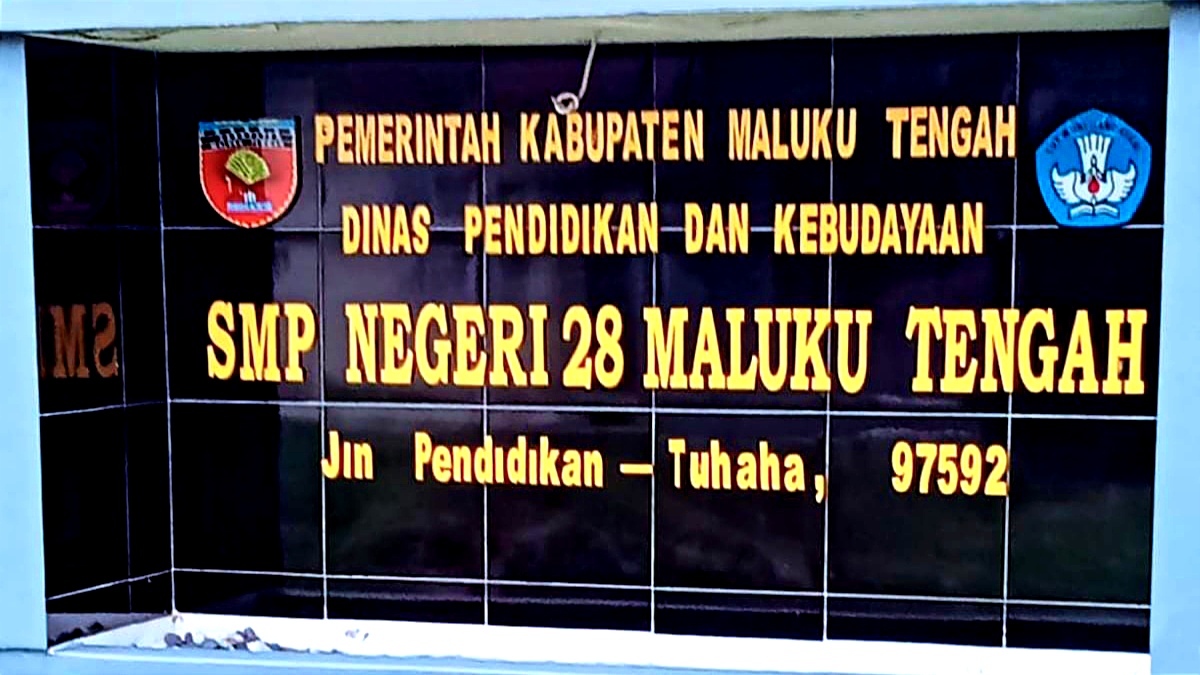 PEMERINTAH KABUPATEN MALUKU TENGAH
DINAS PENDIDIKAN DAN KEBUDAYAAN
SMP NEGERI 28 MALUKU TENGAH
Jln Pendidikan — Tuhaha, 97592